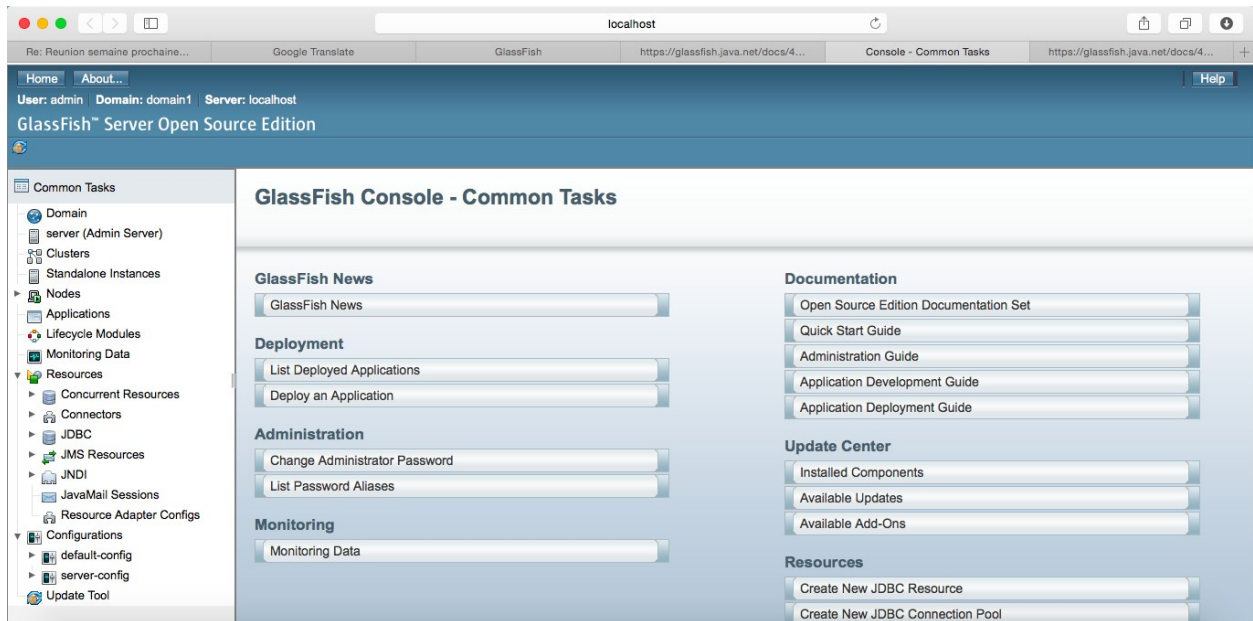 localhost
Re: Reunion semaine prochaine...
Google Translate
GlassFish
https://glassfish.java.net/docs/4...
Console - Common Tasks
https://glassfish.java.net/docs/4...
Home About... Help
User: admin Domain: domain1 Server: localhost
GlassFish™ Server Open Source Edition
Common Tasks
Domain
server (Admin Server)
Clusters
Standalone Instances
Nodes
Applications
Lifecycle Modules
Monitoring Data
Resources
Concurrent Resources
Connectors
JDBC
JMS Resources
JNDI
JavaMail Sessions
Resource Adapter Configs
Configurations
default-config
server-config
Update Tool
GlassFish Console - Common Tasks
GlassFish News
GlassFish News
Deployment
List Deployed Applications
Deploy an Application
Administration
Change Administrator Password
List Password Aliases
Monitoring
Monitoring Data
Documentation
Open Source Edition Documentation Set
Quick Start Guide
Administration Guide
Application Development Guide
Application Deployment Guide
Update Center
Installed Components
Available Updates
Available Add-Ons
Resources
Create New JDBC Resource
Create New JDBC Connection Pool